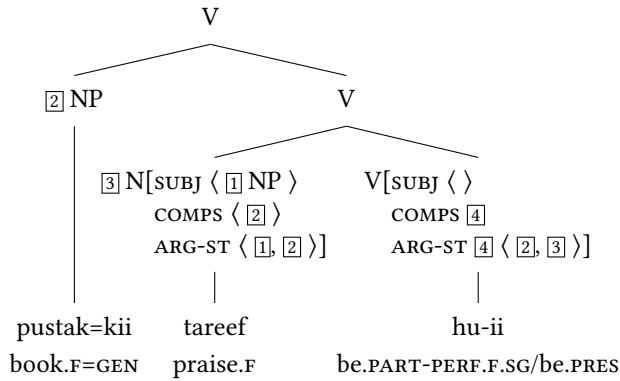 V
[2] NP V
[3] N[SUBJ ⟨ [1] NP ⟩ V[SUBJ ⟨ ⟩
COMPS ⟨ [2] ⟩ COMPS [4]
ARG-ST ⟨ [1], [2] ⟩] ARG-ST [4] ⟨ [2], [3] ⟩]
pustak=kii tareef hu-ii
book.F=GEN praise.F be.PART-PERF.F.SG/be.PRES